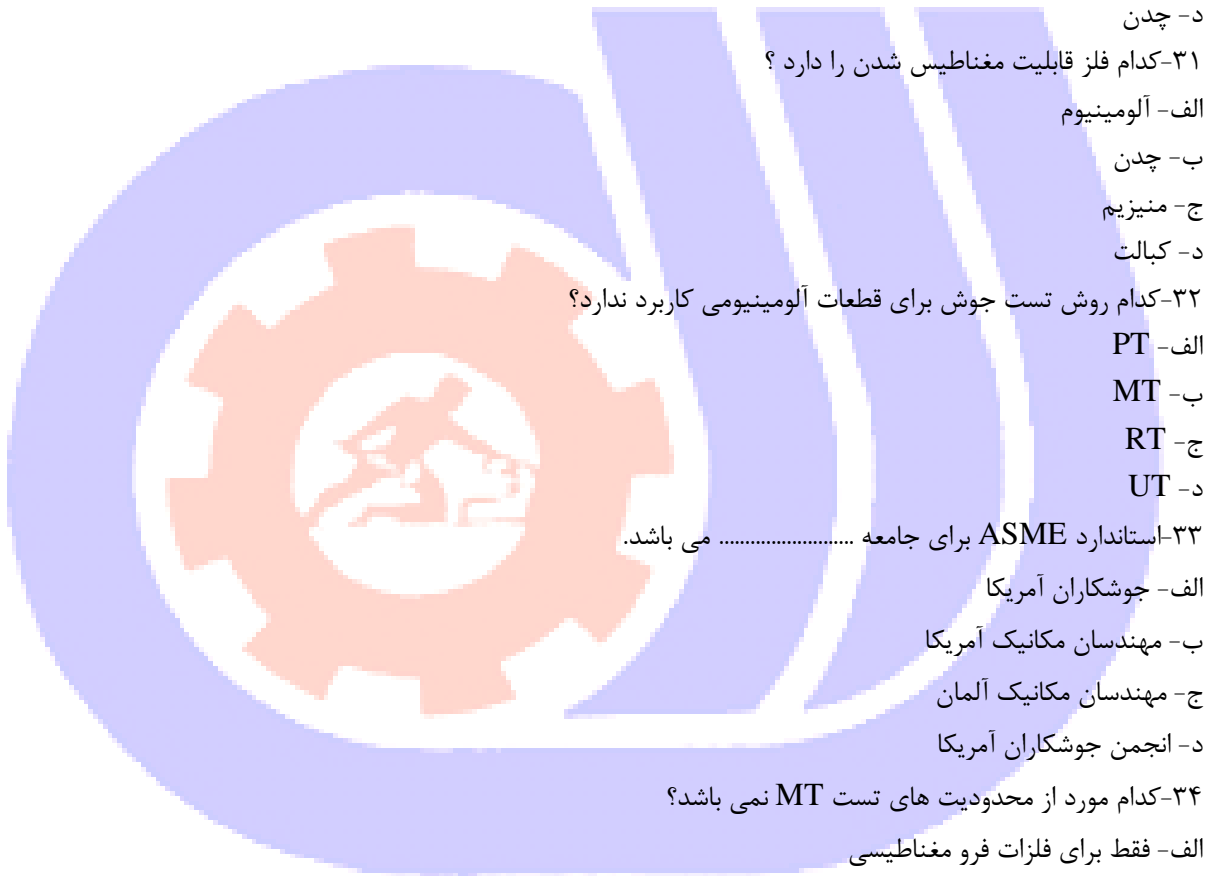 د- چدن
۳۱-کدام فلز قابلیت مغناطیس شدن را دارد ؟
الف- آلومینیوم
ب- چدن
ج- منیزیم
د- کبالت
۳۲-کدام روش تست جوش برای قطعات آلومینیومی کاربرد ندارد؟
الف- PT
ب- MT
ج- RT
د- UT
۳۳-استاندارد ASME برای جامعه .......................... می باشد.
الف- جوشکاران آمریکا
ب- مهندسان مکانیک آمریکا
ج- مهندسان مکانیک آلمان
د- انجمن جوشکاران آمریکا
۳۴-کدام مورد از محدودیت های تست MT نمی باشد؟
الف- فقط برای فلزات فرو مغناطیسی